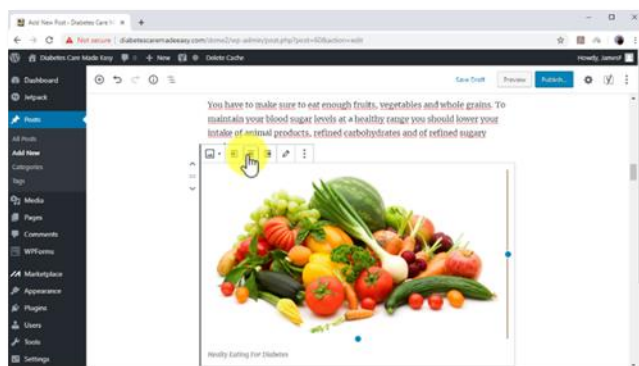 Add New Post ‹ Diabetes Care M
Not secure | diabetescaremadeeasy.com/demo2/wp-admin/post.php?post=60&action=edit
Diabetes Care Made Easy
0
New
Delete Cache
Howdy, JamesF
Dashboard
Save Draft
Preview
Publish...
Jetpack
Posts
All Posts
Add New
Categories
Tags
Media
Pages
Comments
WPForms
Marketplace
Appearance
Plugins
Users
Tools
Settings
You have to make sure to eat enough fruits, vegetables and whole grains. To
maintain your blood sugar levels at a healthy range you should lower your
intake of animal products, refined carbohydrates and of refined sugary
Healty Eating For Diabetes